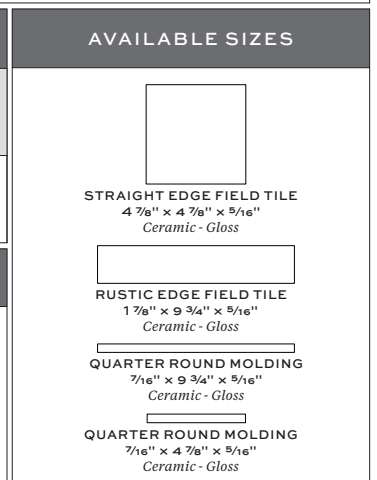 AVAILABLE SIZES
STRAIGHT EDGE FIELD TILE
4 ⅞" x 4 ⅞" x 5/16"
Ceramic - Gloss
RUSTIC EDGE FIELD TILE
1 ⅞" x 9 ¾" x 5/16"
Ceramic - Gloss
QUARTER ROUND MOLDING
7/16" x 9 ¾" x 5/16"
Ceramic - Gloss
QUARTER ROUND MOLDING
7/16" x 4 ⅞" x 5/16"
Ceramic - Gloss